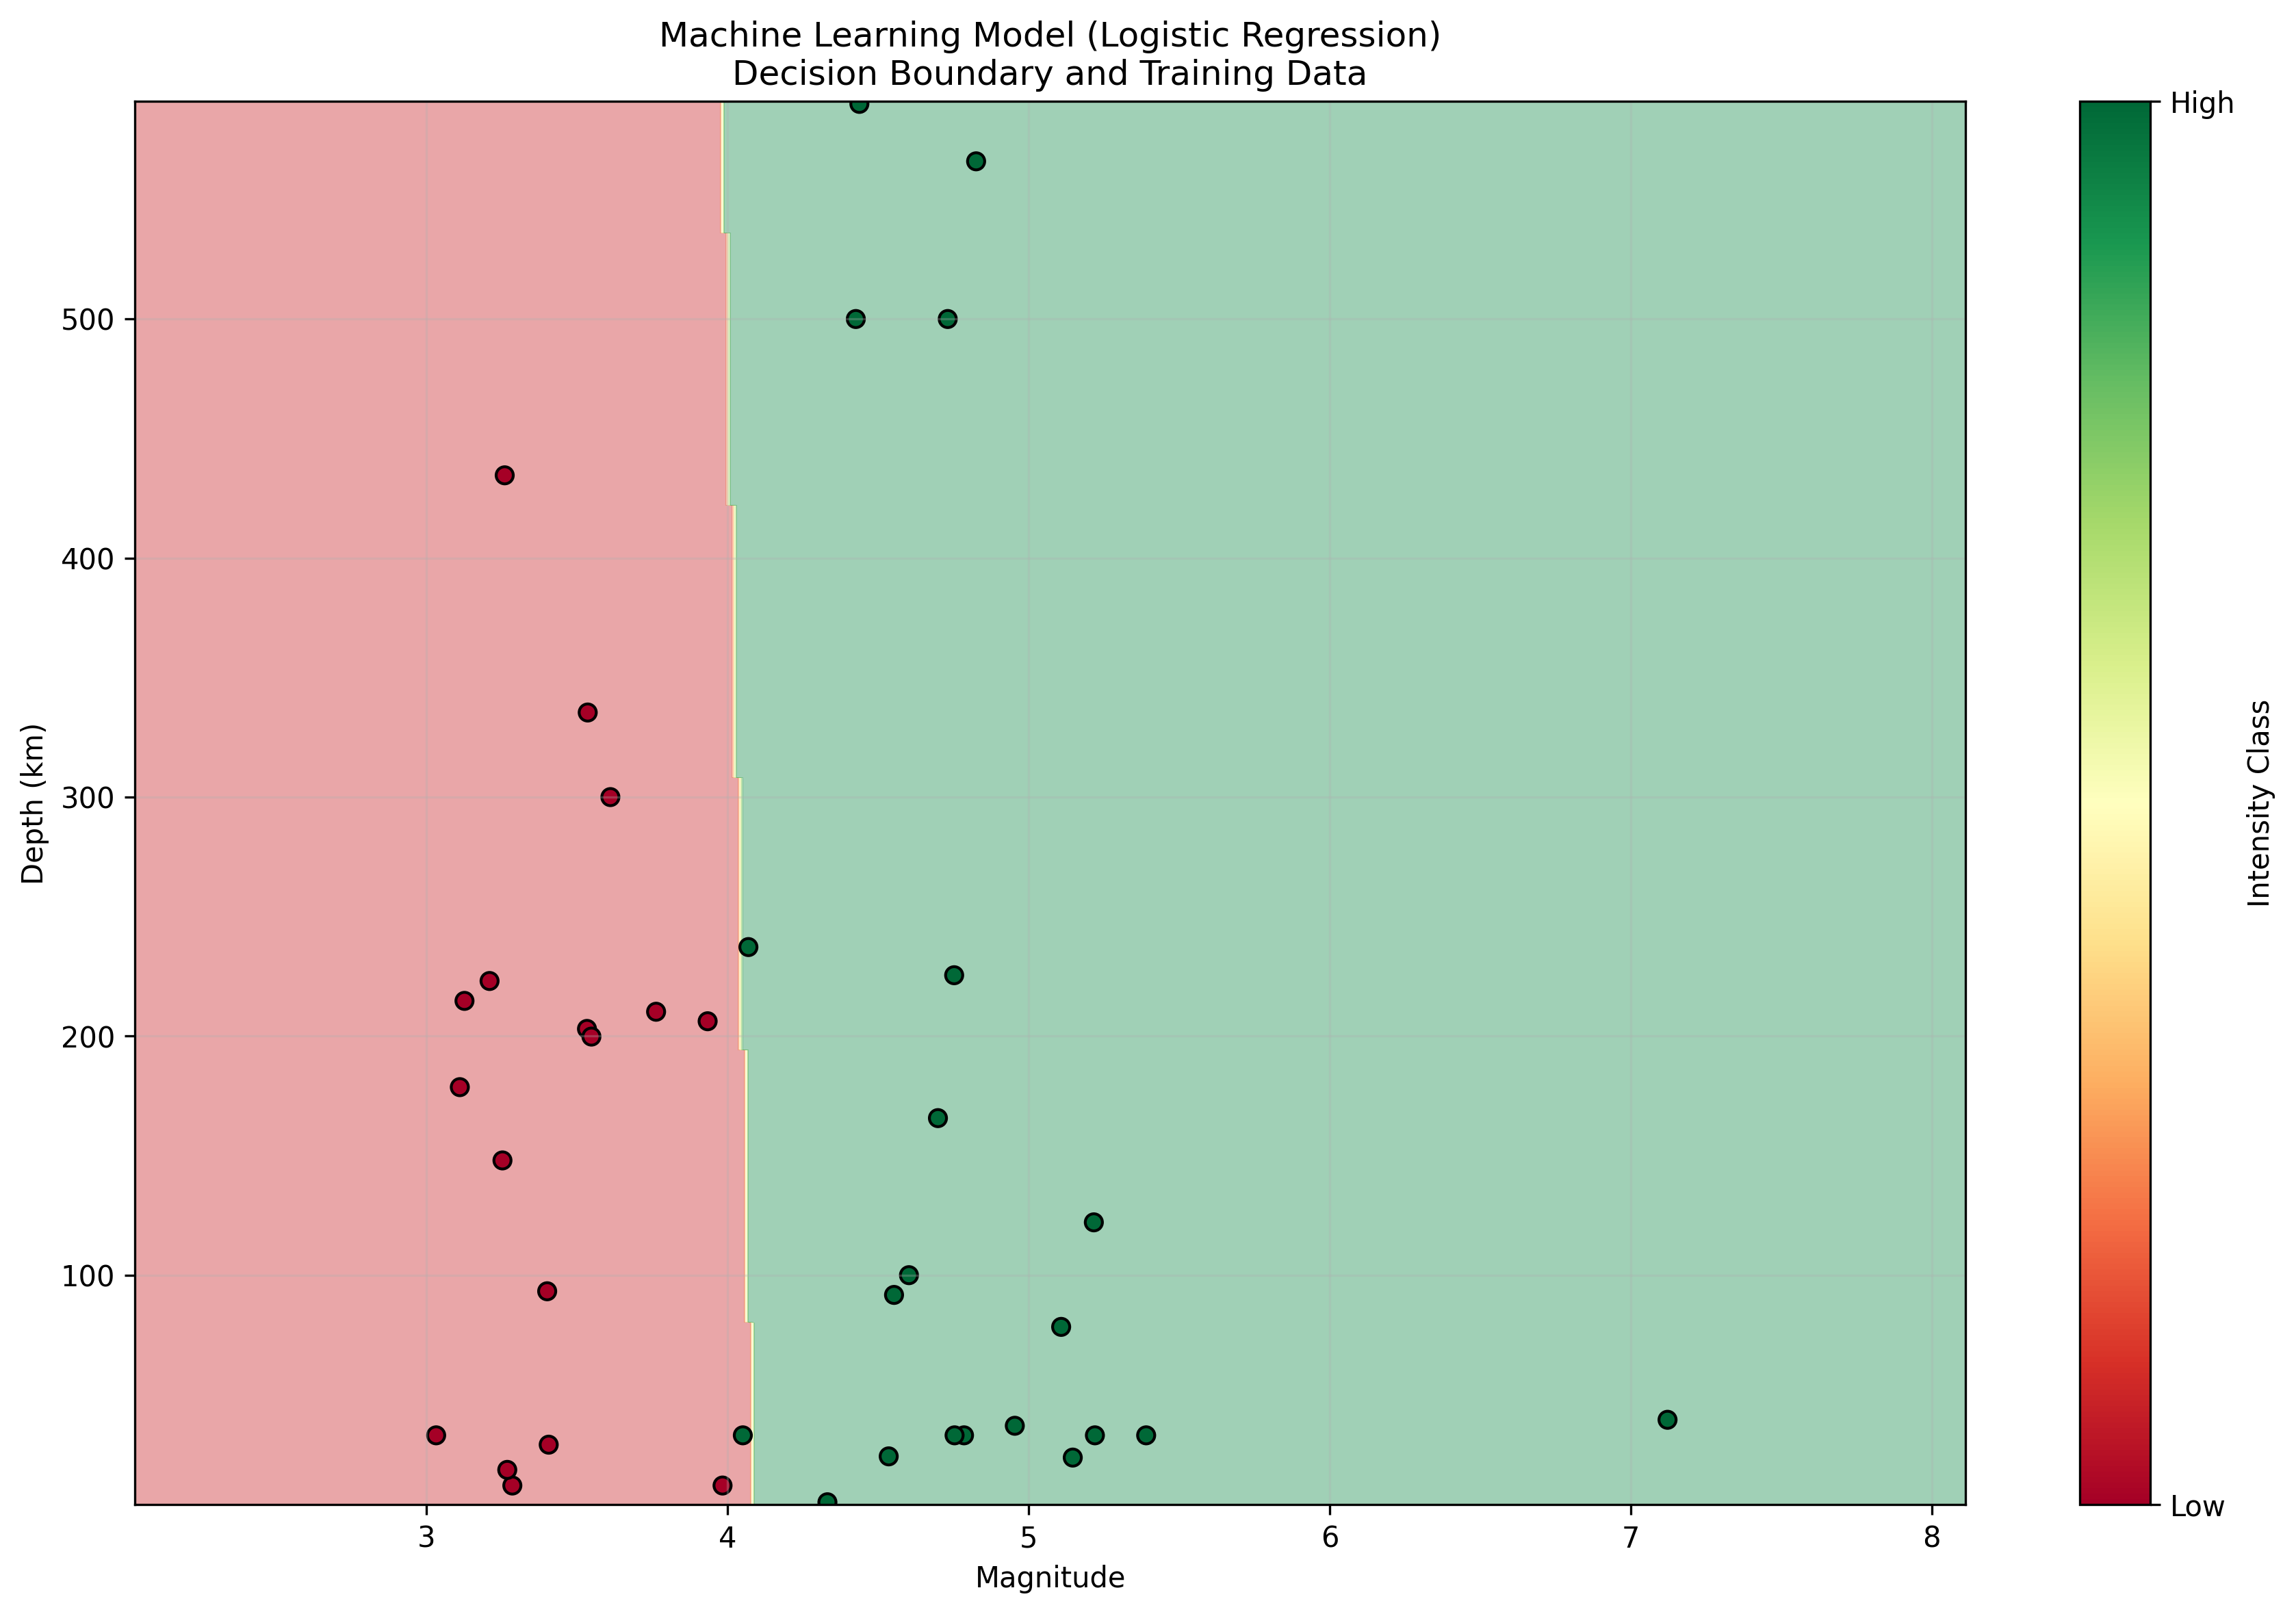 Machine Learning Model (Logistic Regression)
Decision Boundary and Training Data
High
500
400
300
200
100
Depth (km)
Intensity Class
Low
3 4 5 6 7 8
Magnitude